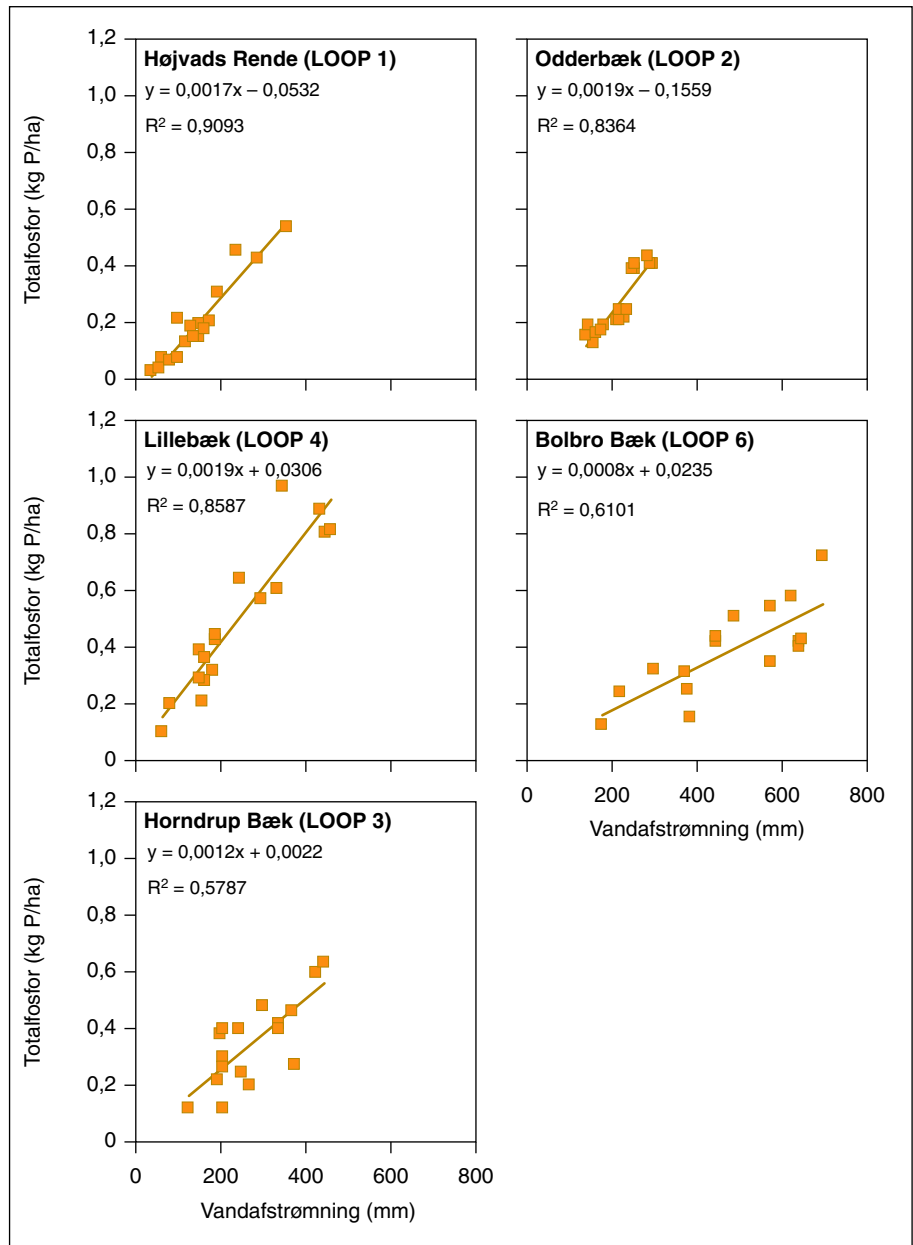 Højvads Rende (LOOP 1)
y = 0,0017x – 0,0532
R² = 0,9093
Totalfosfor (kg P/ha)
1,2
1,0
0,8
0,6
0,4
0,2
0
Odderbæk (LOOP 2)
y = 0,0019x – 0,1559
R² = 0,8364
Lillebæk (LOOP 4)
y = 0,0019x + 0,0306
R² = 0,8587
Totalfosfor (kg P/ha)
1,2
1,0
0,8
0,6
0,4
0,2
0
Bolbro Bæk (LOOP 6)
y = 0,0008x + 0,0235
R² = 0,6101
0 200 400 600 800
Vandafstrømning (mm)
Horndrup Bæk (LOOP 3)
y = 0,0012x + 0,0022
R² = 0,5787
Totalfosfor (kg P/ha)
1,2
1,0
0,8
0,6
0,4
0,2
0
0 200 400 600 800
Vandafstrømning (mm)